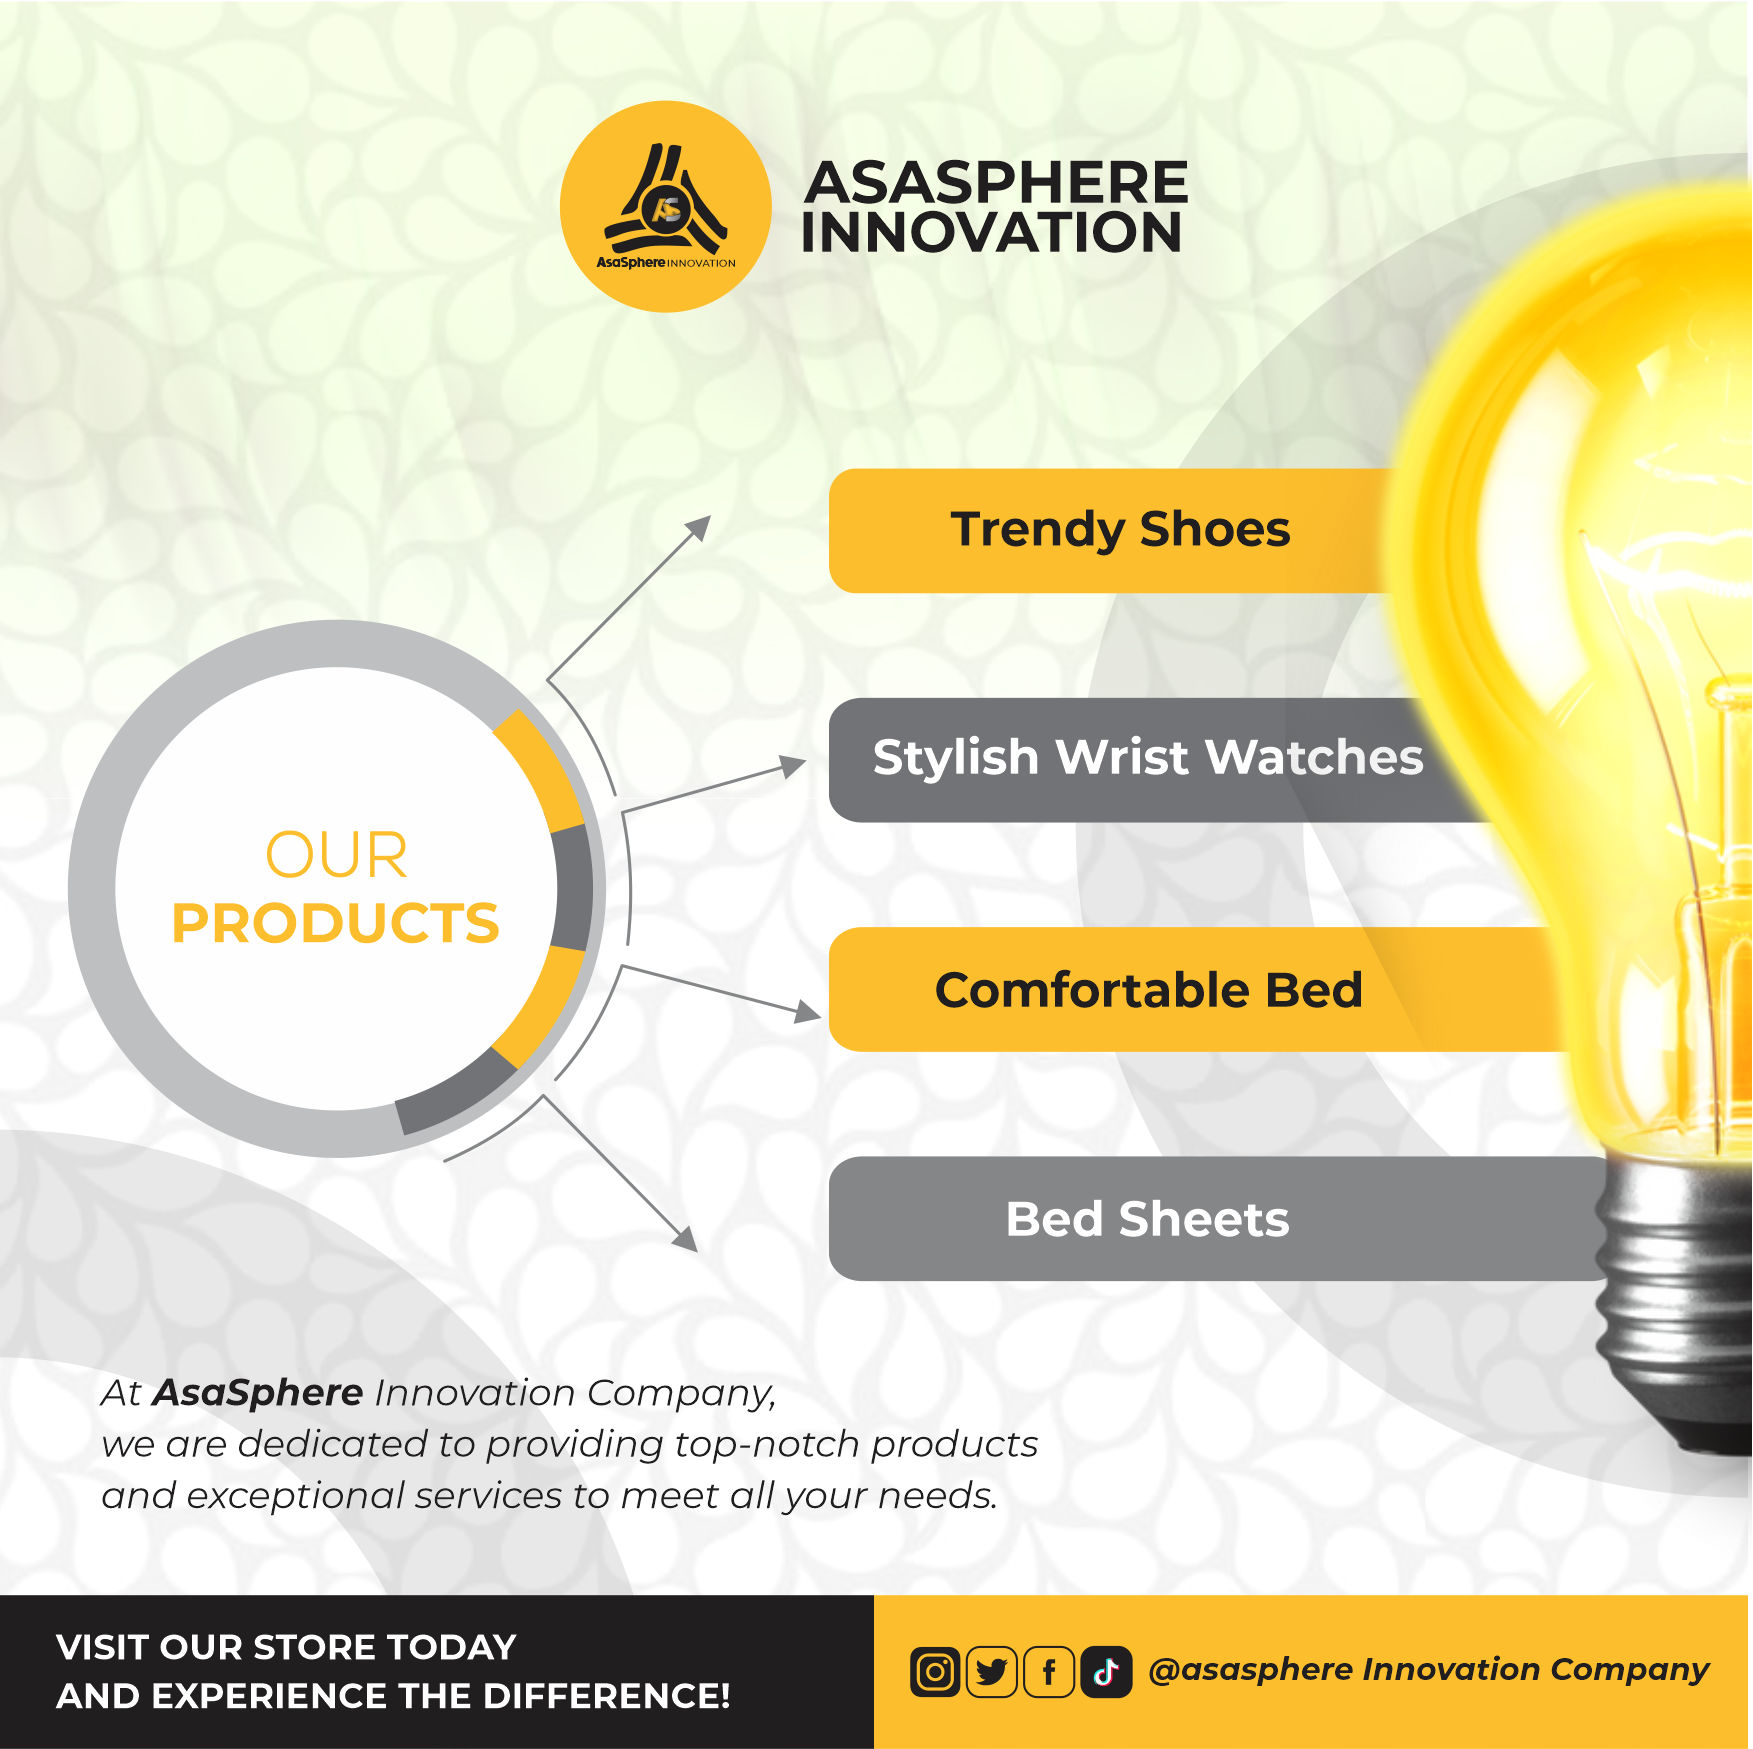 AS
AsaSphere INNOVATION
ASASPHERE
INNOVATION
Trendy Shoes
Stylish Wrist Watches
OUR
PRODUCTS
Comfortable Bed
Bed Sheets
At AsaSphere Innovation Company,
we are dedicated to providing top-notch products
and exceptional services to meet all your needs.
VISIT OUR STORE TODAY
AND EXPERIENCE THE DIFFERENCE!
@asasphere Innovation Company